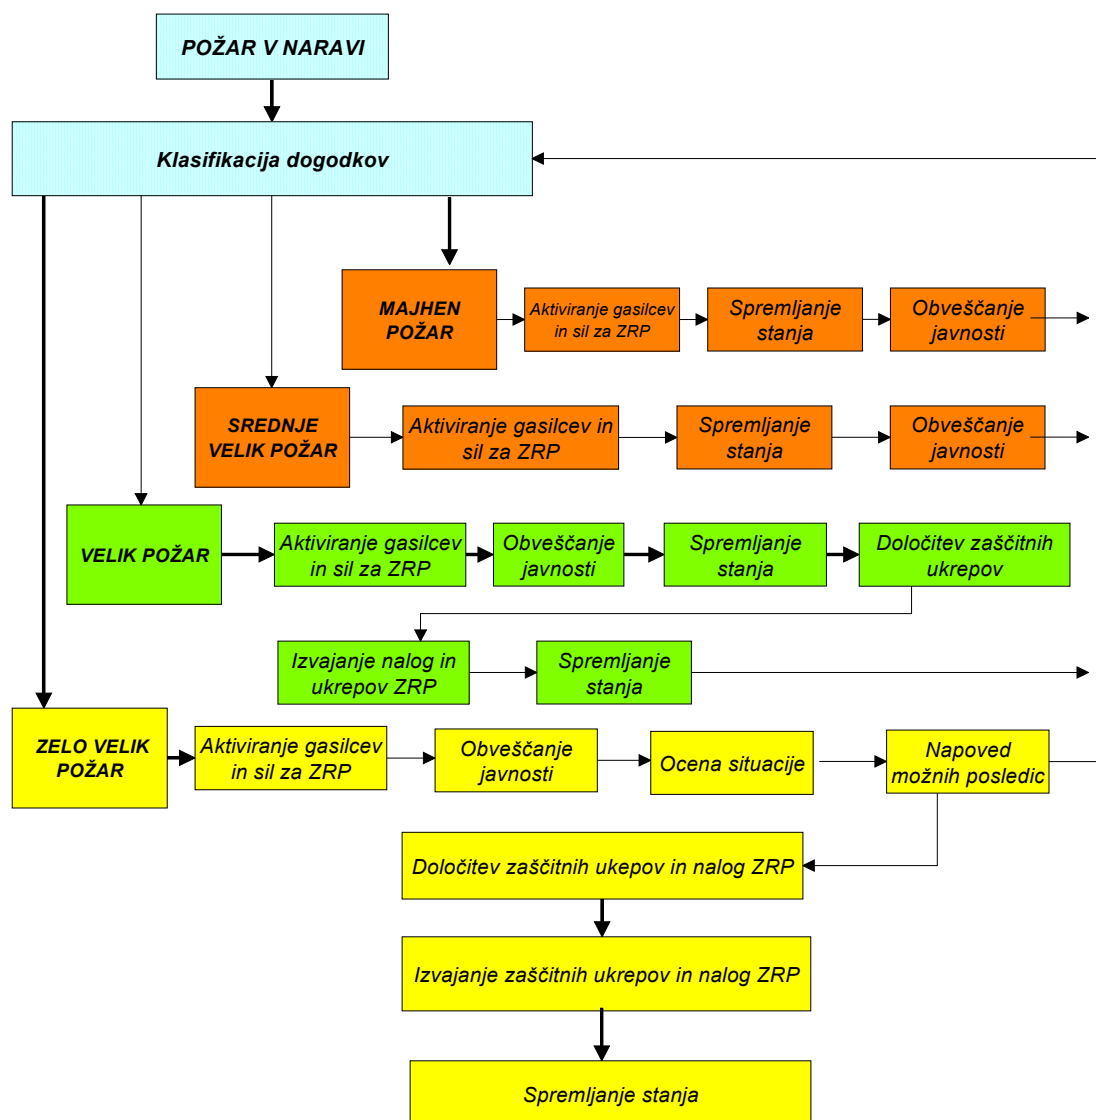 POŽAR V NARAVI
Klasifikacija dogodkov
MAJHEN
POŽAR
Aktiviranje gasilcev
in sil za ZRP
Spremljanje
stanja
Obveščanje
javnosti
SREDNJE
VELIK POŽAR
Aktiviranje gasilcev in
sil za ZRP
Spremljanje
stanja
Obveščanje
javnosti
VELIK POŽAR
Aktiviranje gasilcev
in sil za ZRP
Obveščanje
javnosti
Spremljanje
stanja
Določitev zaščitnih
ukrepov
Izvajanje nalog in
ukrepov ZRP
Spremljanje
stanja
ZELO VELIK
POŽAR
Aktiviranje gasilcev
in sil za ZRP
Obveščanje
javnosti
Ocena situacije
Napoved
možnih posledic
Določitev zaščitnih ukepov in nalog ZRP
Izvajanje zaščitnih ukrepov in nalog ZRP
Spremljanje stanja